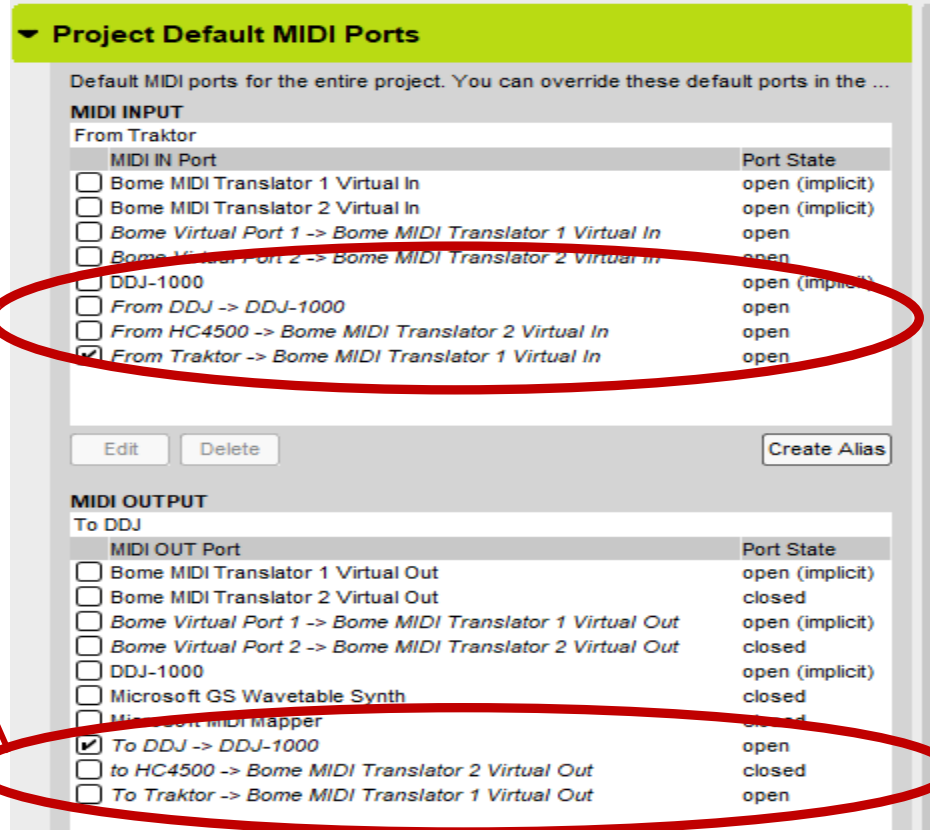 Project Default MIDI Ports
Default MIDI ports for the entire project. You can override these default ports in the ...
MIDI INPUT
From Traktor
MIDI IN Port Port State
Bome MIDI Translator 1 Virtual In open (implicit)
Bome MIDI Translator 2 Virtual In open (implicit)
Bome Virtual Port 1 -> Bome MIDI Translator 1 Virtual In open
Bome Virtual Port 2 -> Bome MIDI Translator 2 Virtual In open
DDJ-1000 open (implicit)
From DDJ -> DDJ-1000 open
From HC4500 -> Bome MIDI Translator 2 Virtual In open
From Traktor -> Bome MIDI Translator 1 Virtual In open
Edit Delete Create Alias
MIDI OUTPUT
To DDJ
MIDI OUT Port Port State
Bome MIDI Translator 1 Virtual Out open (implicit)
Bome MIDI Translator 2 Virtual Out closed
Bome Virtual Port 1 -> Bome MIDI Translator 1 Virtual Out open (implicit)
Bome Virtual Port 2 -> Bome MIDI Translator 2 Virtual Out closed
DDJ-1000 open (implicit)
Microsoft GS Wavetable Synth closed
Microsoft MIDI Mapper closed
To DDJ -> DDJ-1000 open
to HC4500 -> Bome MIDI Translator 2 Virtual Out closed
To Traktor -> Bome MIDI Translator 1 Virtual Out open